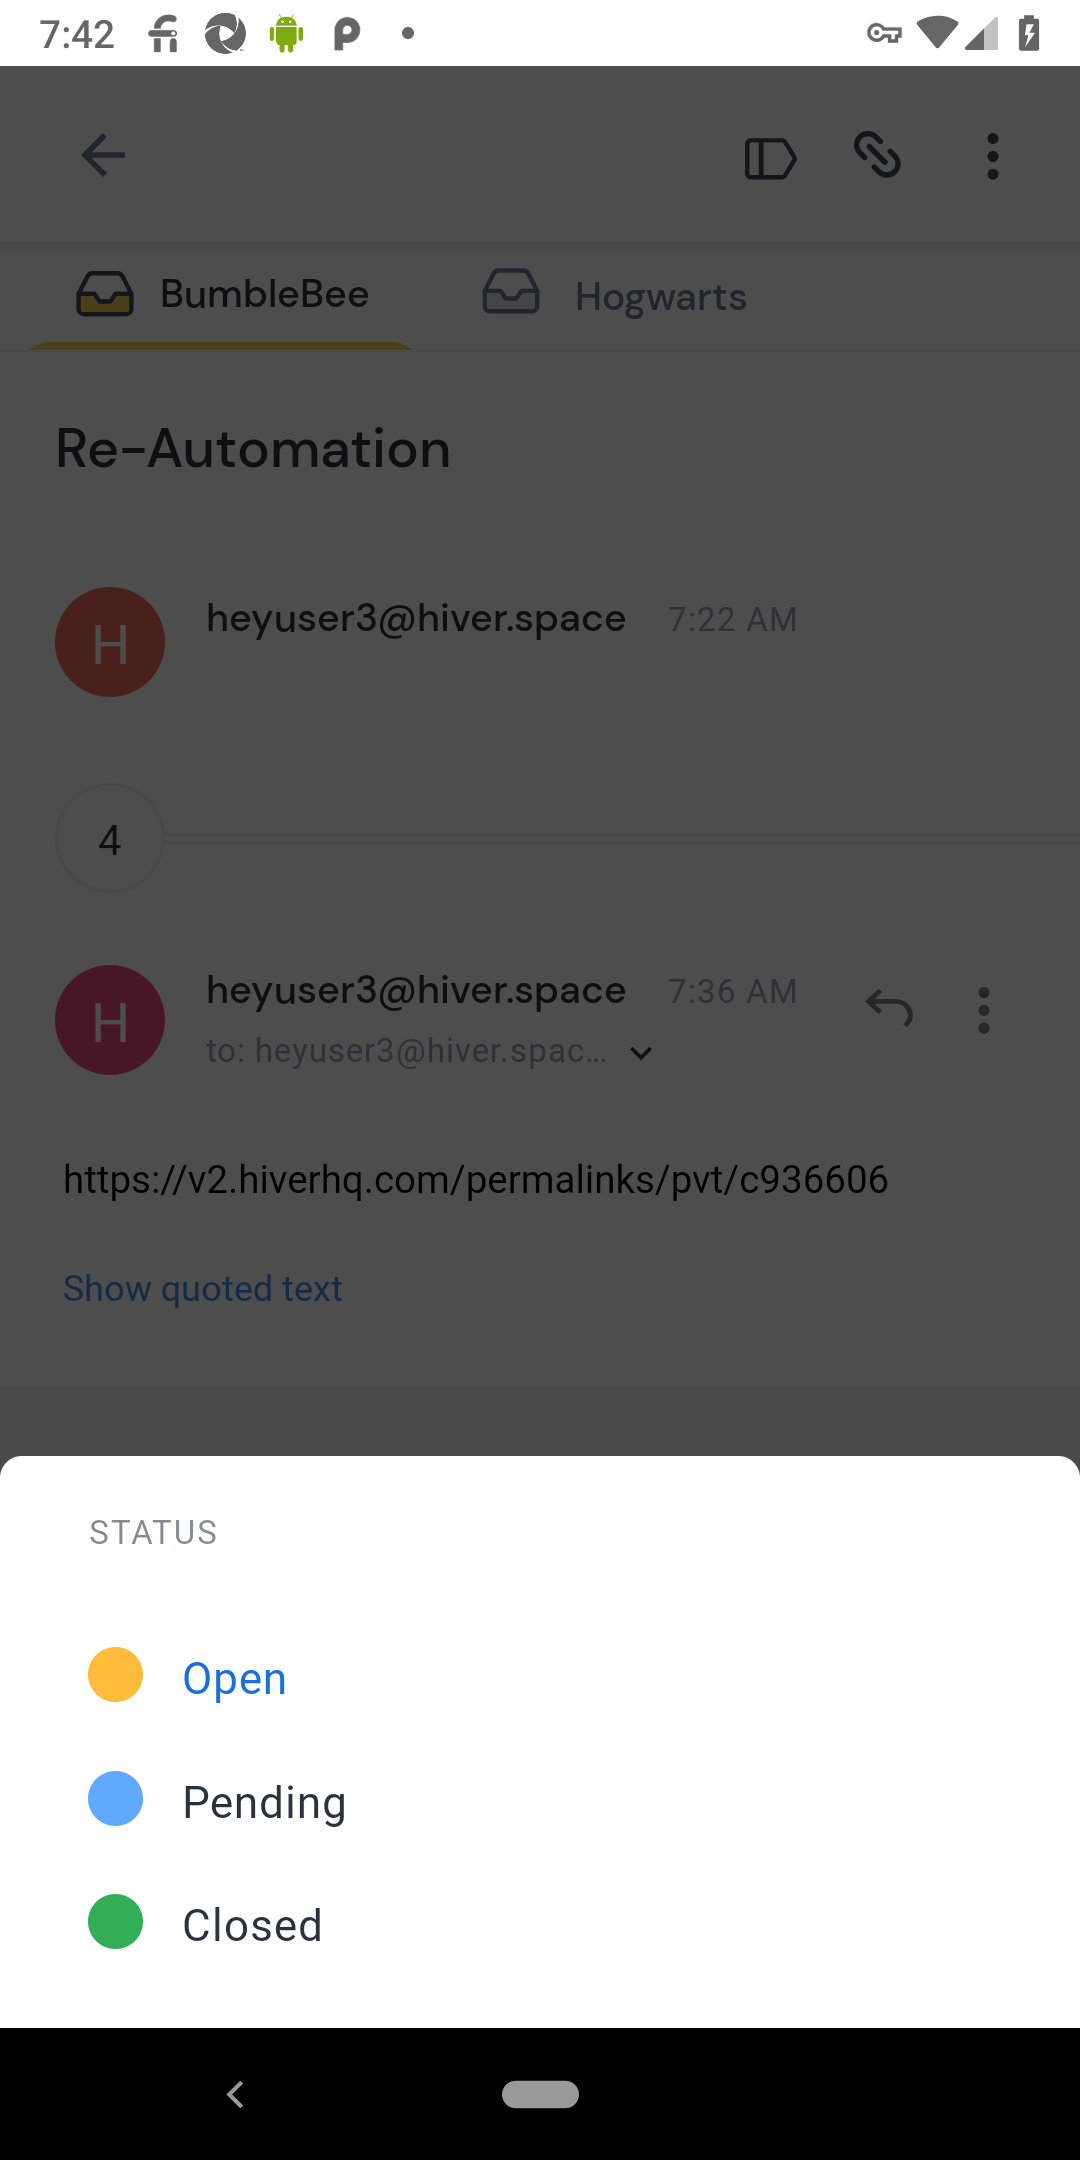 7:42
BumbleBee
Hogwarts
Re-Automation
H
heyuser3@hiver.space 7:22 AM
4
H
heyuser3@hiver.space 7:36 AM
to: heyuser3@hiver.spac...
https://v2.hiverhq.com/permalinks/pvt/c936606
Show quoted text
STATUS
Open
Pending
Closed